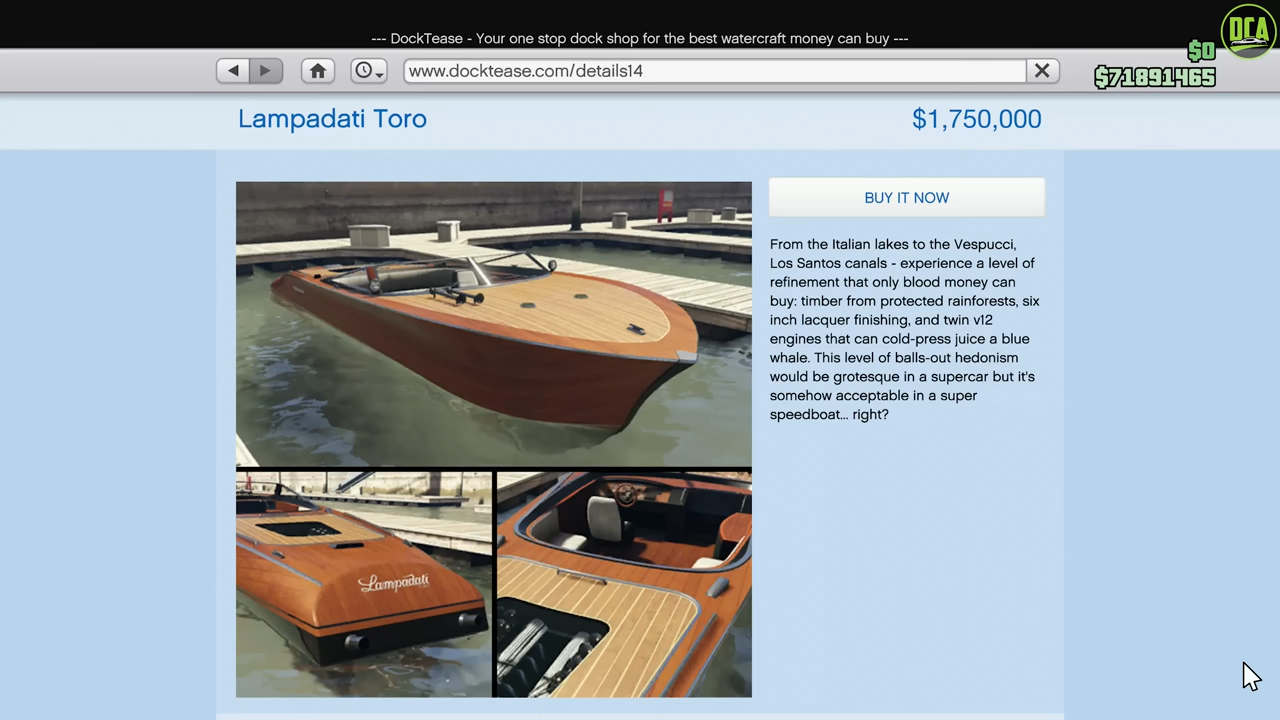 --- DockTease - Your one stop dock shop for the best watercraft money can buy ---
DCA
$0
www.docktease.com/details14
$71891465
Lampadati Toro
$1,750,000
BUY IT NOW
From the Italian lakes to the Vespucci,
Los Santos canals - experience a level of
refinement that only blood money can
buy: timber from protected rainforests, six
inch lacquer finishing, and twin v12
engines that can cold-press juice a blue
whale. This level of balls-out hedonism
would be grotesque in a supercar but it's
somehow acceptable in a super
speedboat... right?
Lampadati